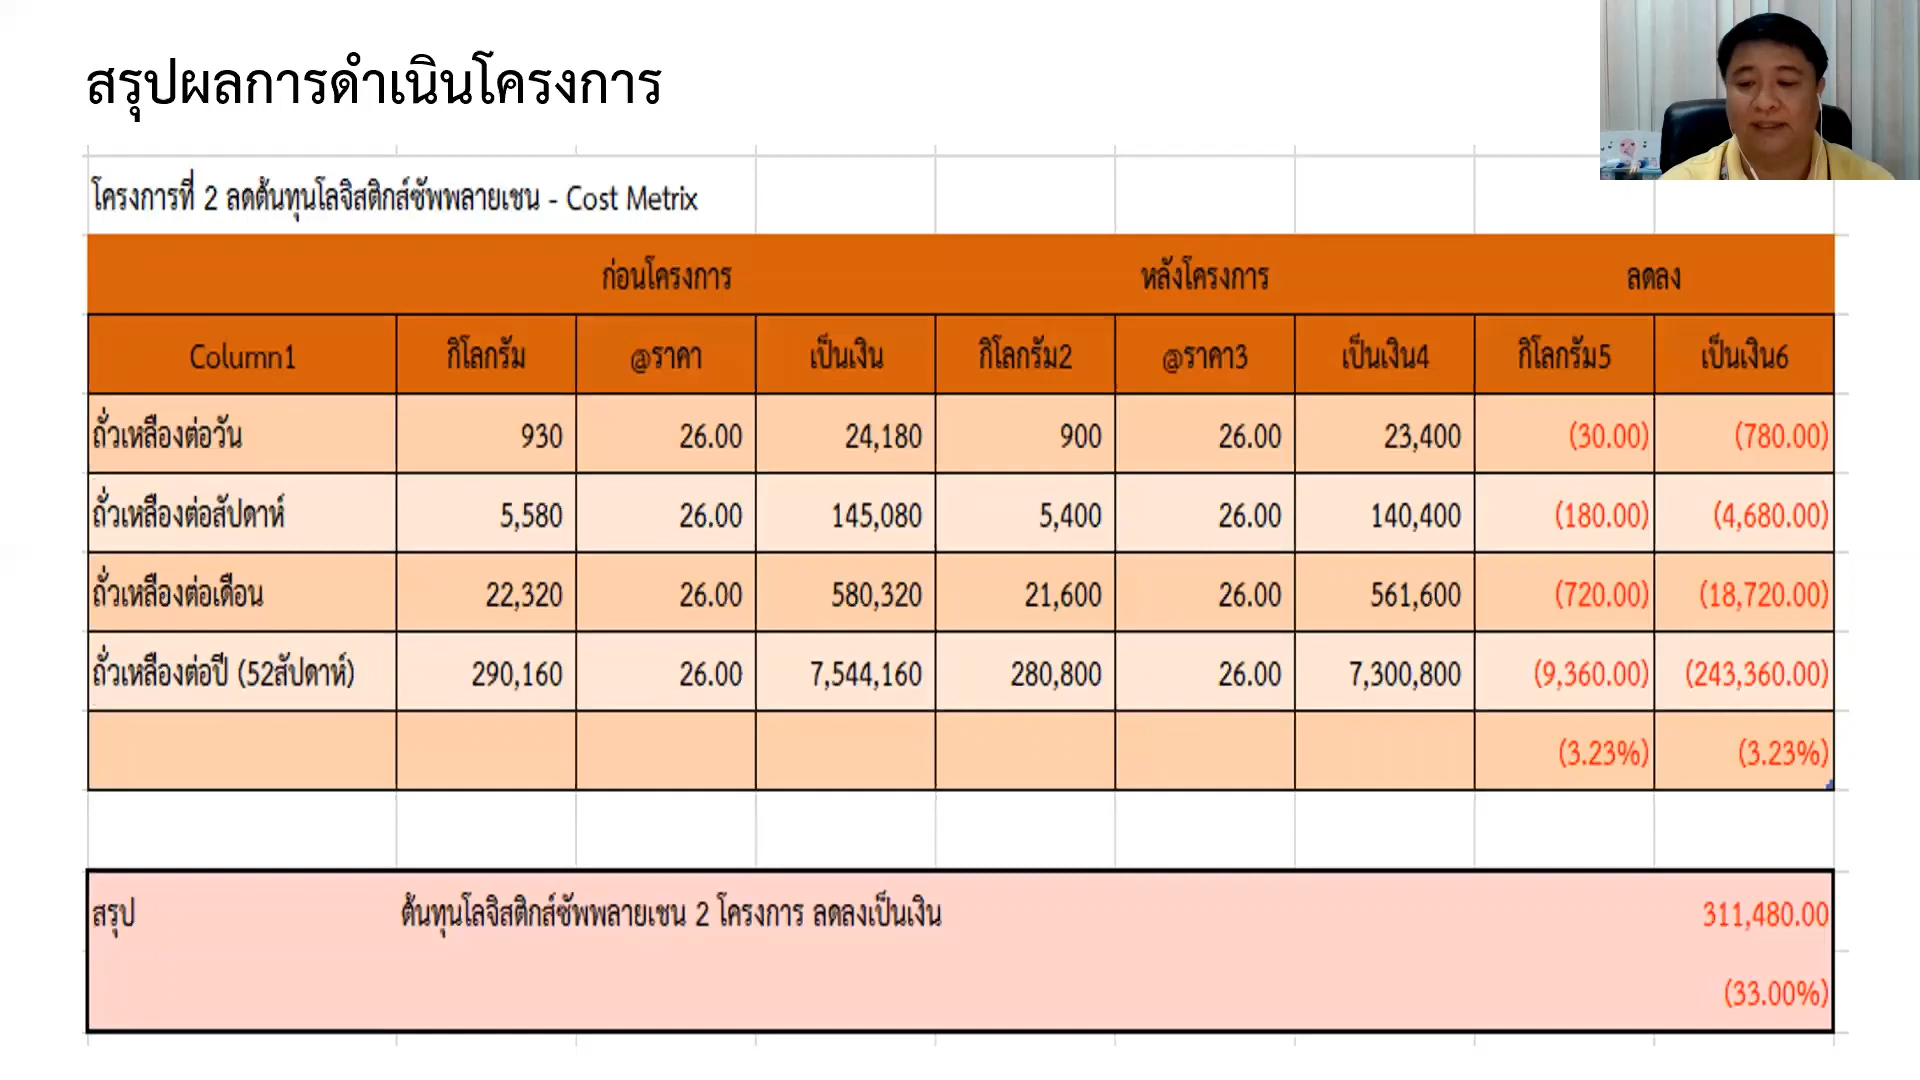 สรุปผลการดำเนินโครงการ
โครงการที่ 2 ลดต้นทุนโลจิสติกส์ซัพพลายเชน - Cost Metrix
ก่อนโครงการ หลังโครงการ ลดลง
Column1 กิโลกรัม @ราคา เป็นเงิน กิโลกรัม2 @ราคา3 เป็นเงิน4 กิโลกรัม5 เป็นเงิน6
ถั่วเหลืองต่อวัน 930 26.00 24,180 900 26.00 23,400 (30.00) (780.00)
ถั่วเหลืองต่อสัปดาห์ 5,580 26.00 145,080 5,400 26.00 140,400 (180.00) (4,680.00)
ถั่วเหลืองต่อเดือน 22,320 26.00 580,320 21,600 26.00 561,600 (720.00) (18,720.00)
ถั่วเหลืองต่อปี (52สัปดาห์) 290,160 26.00 7,544,160 280,800 26.00 7,300,800 (9,360.00) (243,360.00)
(3.23%) (3.23%)
สรุป ต้นทุนโลจิสติกส์ซัพพลายเชน 2 โครงการ ลดลงเป็นเงิน 311,480.00
(33.00%)